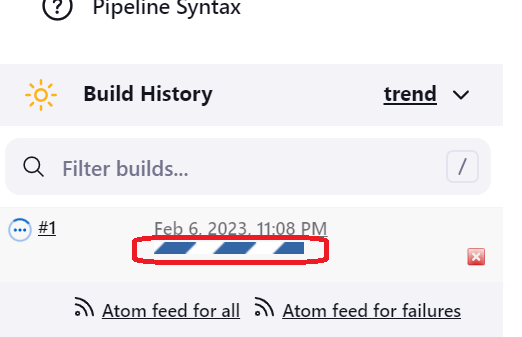 Pipeline Syntax
Build History trend
Filter builds... /
#1 Feb 6, 2023, 11:08 PM
Atom feed for all Atom feed for failures